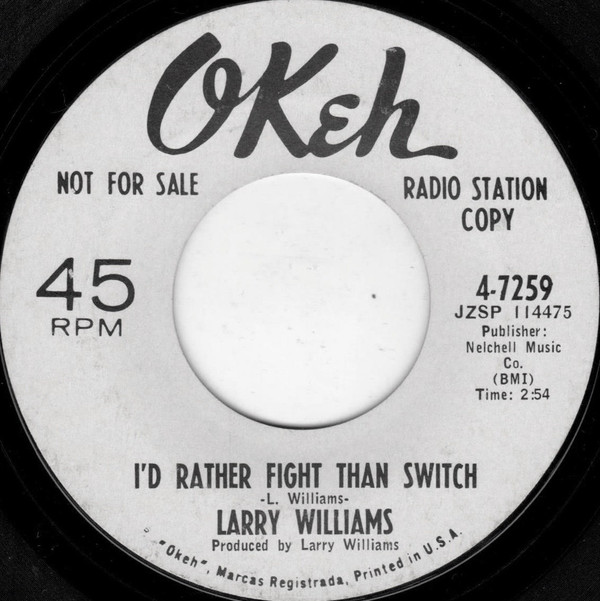 OKeh
NOT FOR SALE
RADIO STATION
COPY
45
RPM
4-7259
JZSP 114475
Publisher:
Nelchell Music
Co.
(BMI)
Time: 2:54
I'D RATHER FIGHT THAN SWITCH
-L. Williams-
LARRY WILLIAMS
Produced by Larry Williams
"Okeh", Marcas Registrada, Printed in U.S.A.